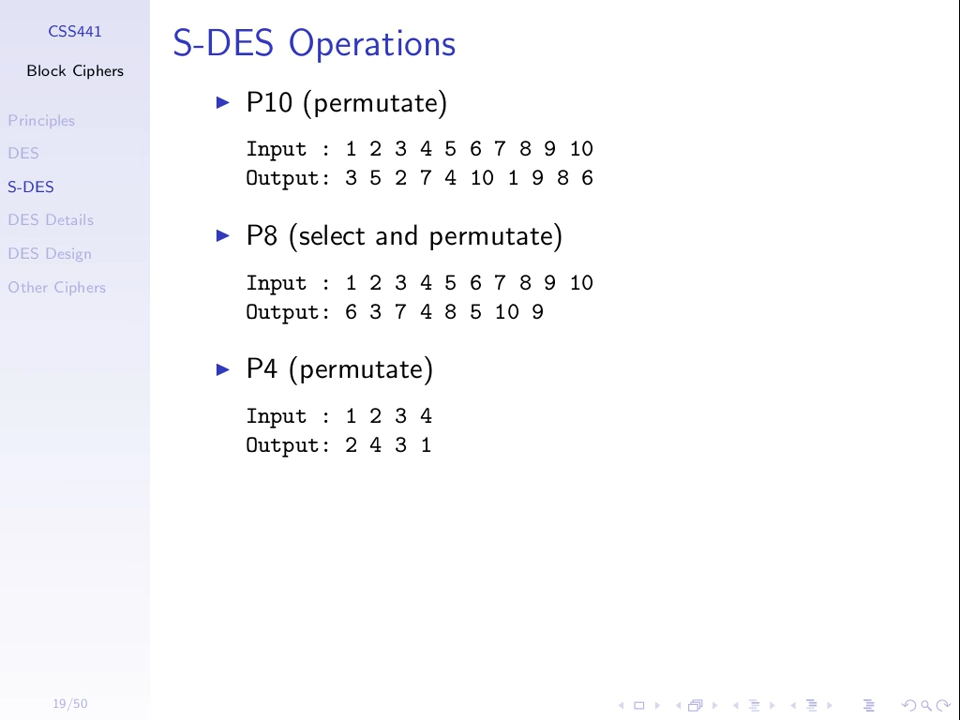 CSS441
Block Ciphers
Principles
DES
S-DES
DES Details
DES Design
Other Ciphers
19/50
S-DES Operations
P10 (permutate)
Input : 1 2 3 4 5 6 7 8 9 10
Output: 3 5 2 7 4 10 1 9 8 6
P8 (select and permutate)
Input : 1 2 3 4 5 6 7 8 9 10
Output: 6 3 7 4 8 5 10 9
P4 (permutate)
Input : 1 2 3 4
Output: 2 4 3 1